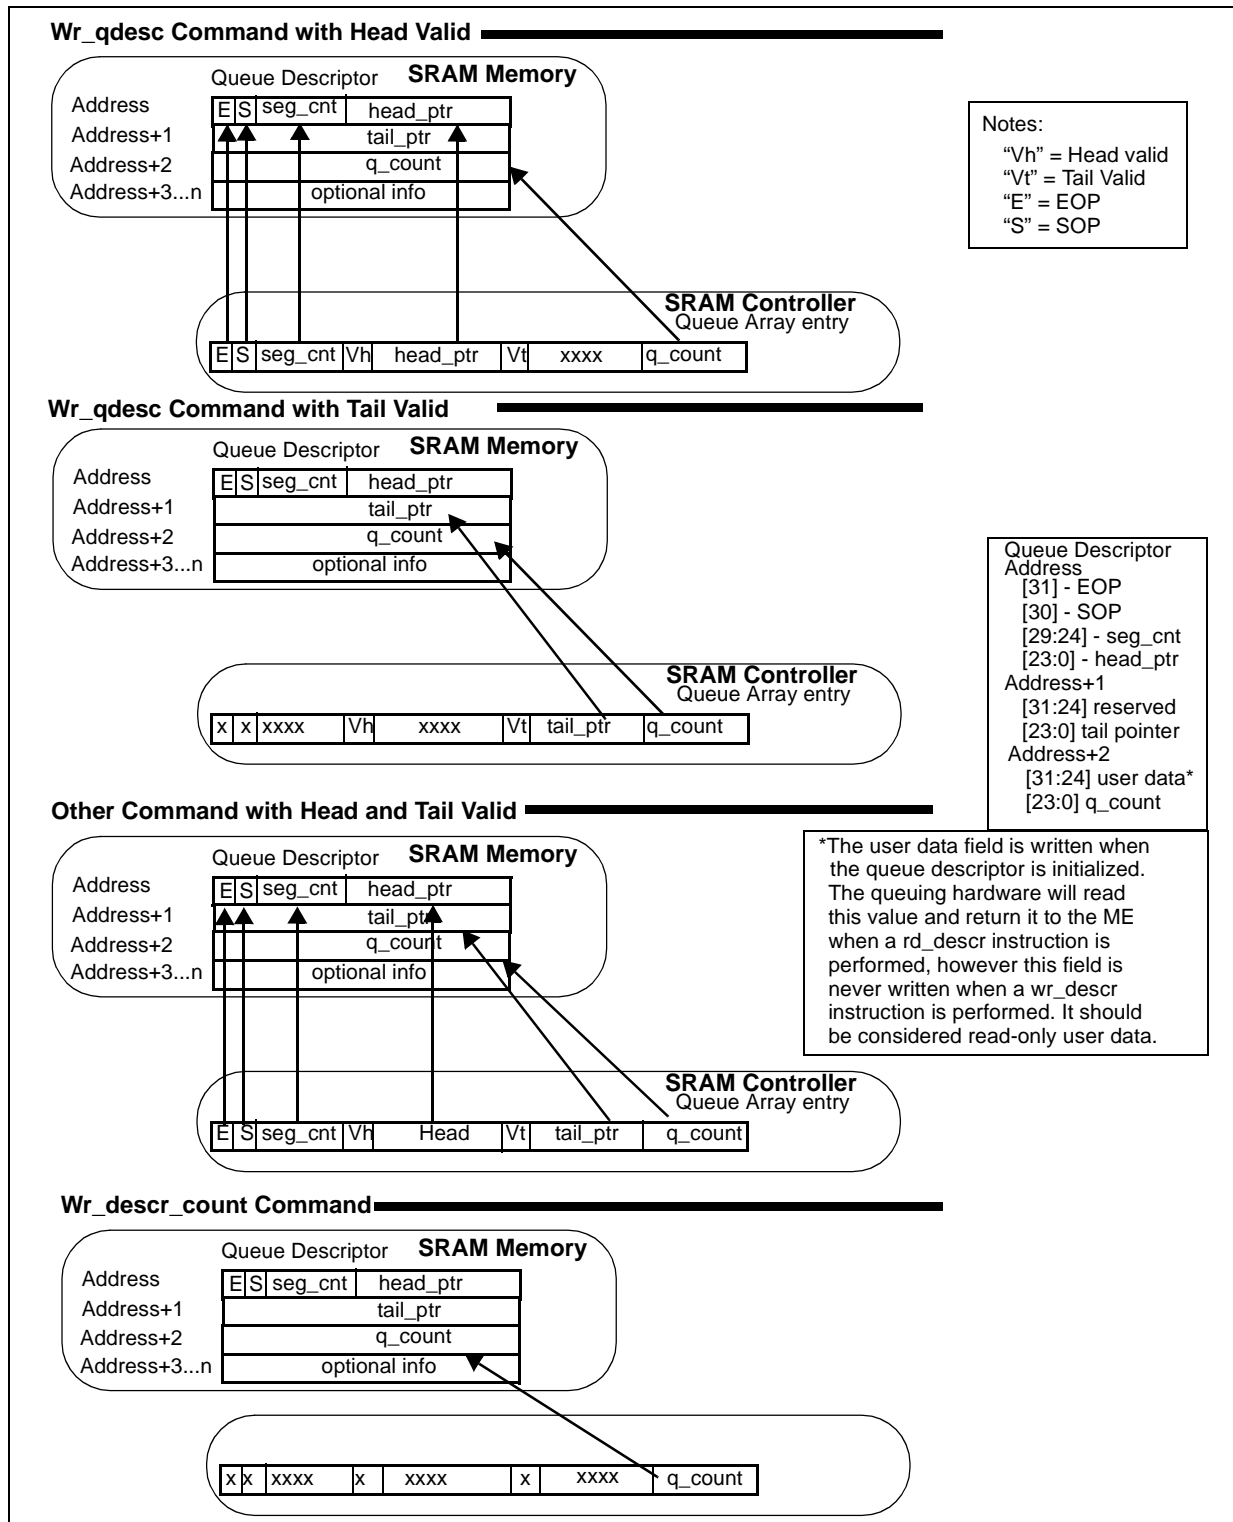 Wr_qdesc Command with Head Valid
Queue Descriptor SRAM Memory
Address E S seg_cnt head_ptr
Address+1 tail_ptr
Address+2 q_count
Address+3...n optional info
SRAM Controller
Queue Array entry
E S seg_cnt Vh head_ptr Vt xxxx q_count
Notes:
“Vh” = Head valid
“Vt” = Tail Valid
“E” = EOP
“S” = SOP
Wr_qdesc Command with Tail Valid
Queue Descriptor SRAM Memory
Address E S seg_cnt head_ptr
Address+1 tail_ptr
Address+2 q_count
Address+3...n optional info
SRAM Controller
Queue Array entry
x x xxxx Vh xxxx Vt tail_ptr q_count
Queue Descriptor
Address
[31] - EOP
[30] - SOP
[29:24] - seg_cnt
[23:0] - head_ptr
Address+1
[31:24] reserved
[23:0] tail pointer
Address+2
[31:24] user data*
[23:0] q_count
Other Command with Head and Tail Valid
Queue Descriptor SRAM Memory
Address E S seg_cnt head_ptr
Address+1 tail_ptr
Address+2 q_count
Address+3...n optional info
SRAM Controller
Queue Array entry
E S seg_cnt Vh Head Vt tail_ptr q_count
*The user data field is written when
the queue descriptor is initialized.
The queuing hardware will read
this value and return it to the ME
when a rd_descr instruction is
performed, however this field is
never written when a wr_descr
instruction is performed. It should
be considered read-only user data.
Wr_descr_count Command
Queue Descriptor SRAM Memory
Address E S seg_cnt head_ptr
Address+1 tail_ptr
Address+2 q_count
Address+3...n optional info
x x xxxx x xxxx x xxxx q_count